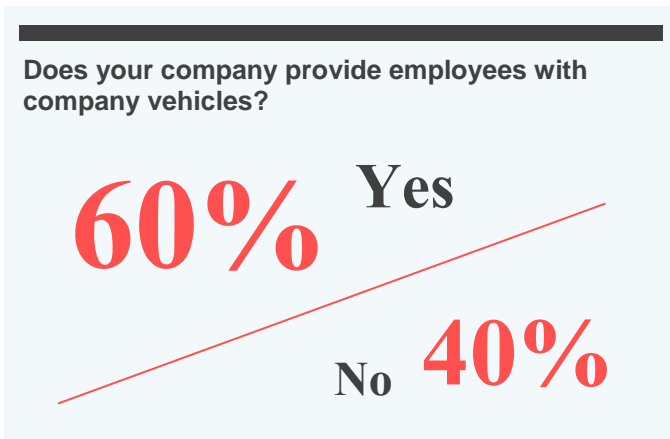 Does your company provide employees with
company vehicles?
60% Yes
No 40%